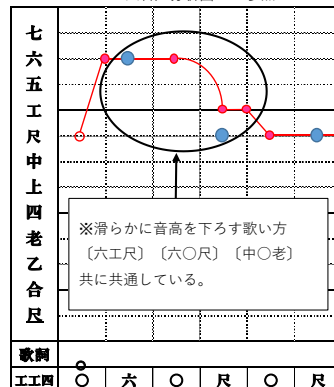 七
六
五
工
尺
中
上
四
老
乙
合
尺
※滑らかに音高を下ろす歌い方
〔六工尺〕〔六〇尺〕〔中〇老〕
共に共通している。
歌詞
工工四 〇 六 〇 尺 〇 尺